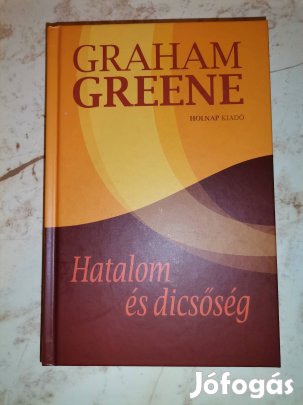 GRAHAM
GREENE
HOLNAP KIADÓ
Hatalom
és dicsőség
Jófogás